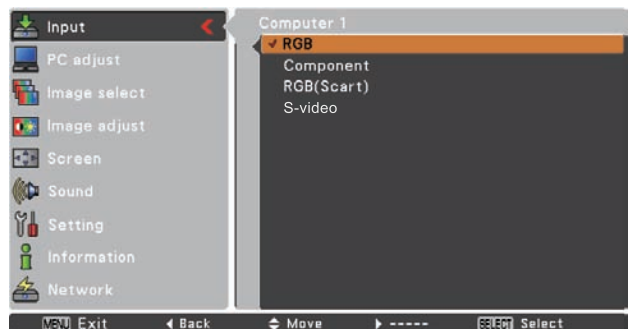 Input
PC adjust
Image select
Image adjust
Screen
Sound
Setting
Information
Network
Computer 1
RGB
Component
RGB(Scart)
S-video
MENU Exit Back Move ----- SELECT Select